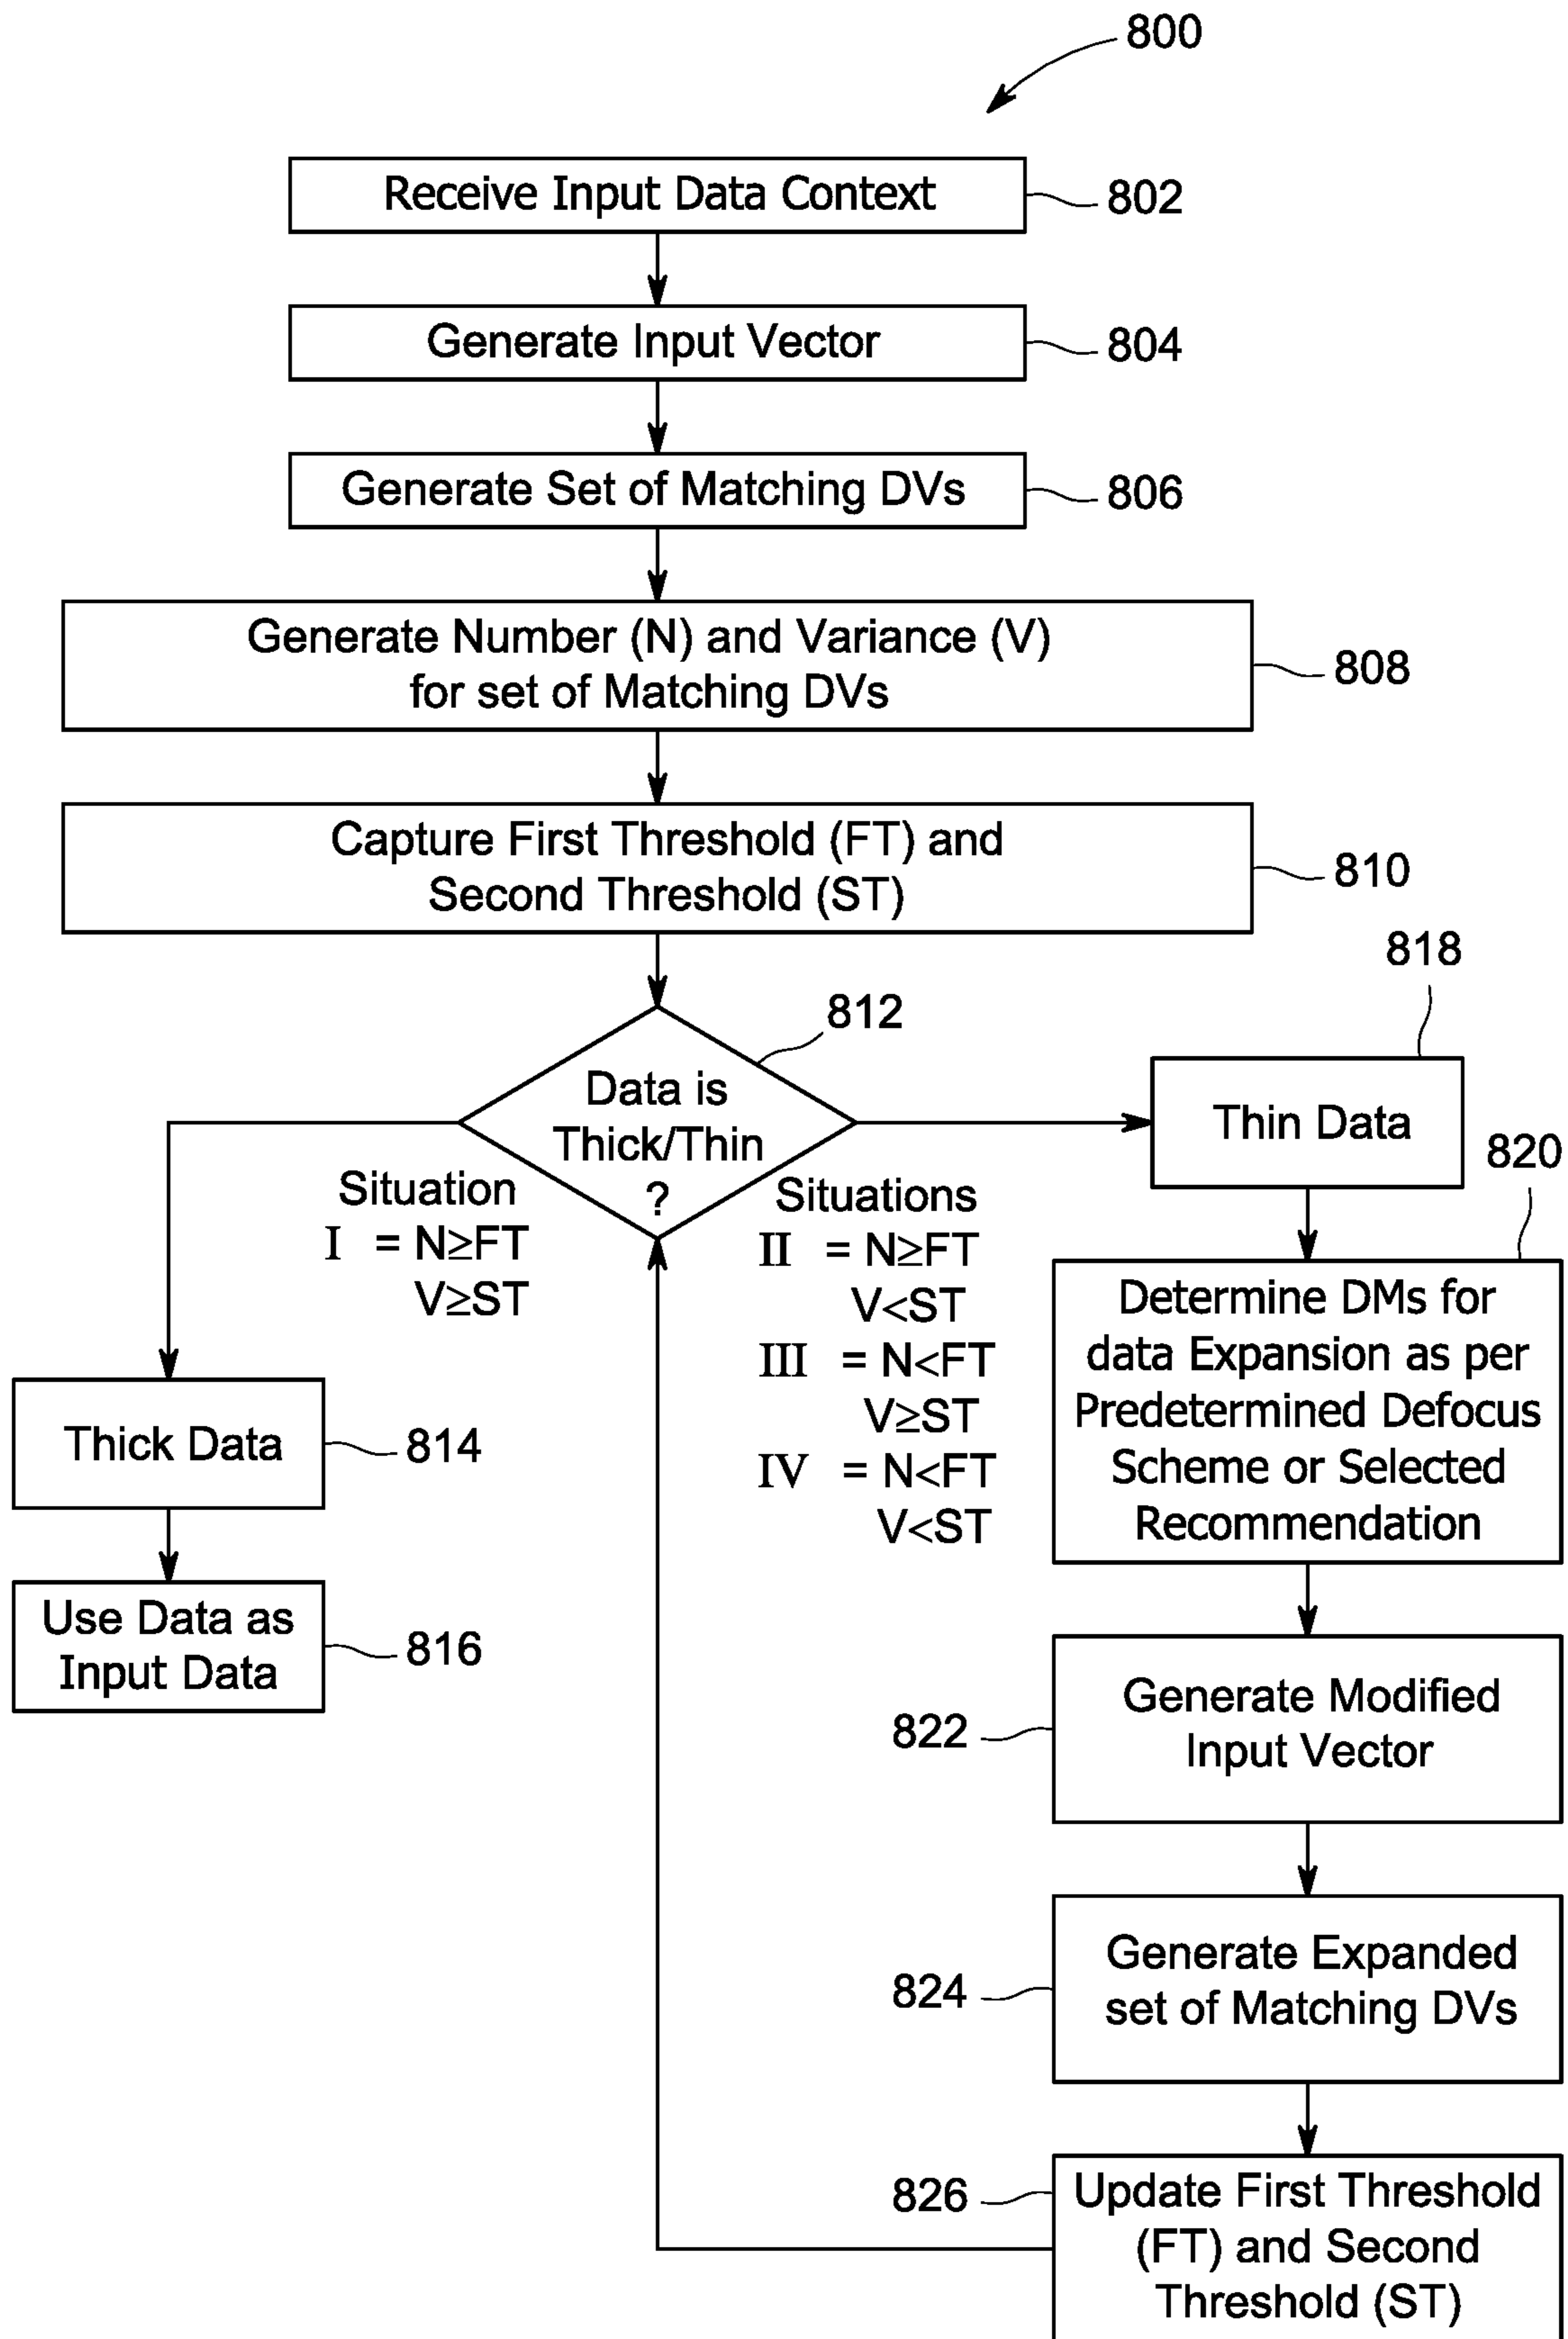 800
Receive Input Data Context
802
Generate Input Vector
804
Generate Set of Matching DVs
806
Generate Number (N) and Variance (V)
for set of Matching DVs
808
Capture First Threshold (FT) and
Second Threshold (ST)
810
812
Data is
Thick/Thin
?
Situation
I = N≥FT
V≥ST
Thick Data
814
Use Data as
Input Data
816
Situations
II = N≥FT
V<ST
III = N<FT
V≥ST
IV = N<FT
V<ST
818
Thin Data
820
Determine DMs for
data Expansion as per
Predetermined Defocus
Scheme or Selected
Recommendation
822
Generate Modified
Input Vector
824
Generate Expanded
set of Matching DVs
826
Update First Threshold
(FT) and Second
Threshold (ST)